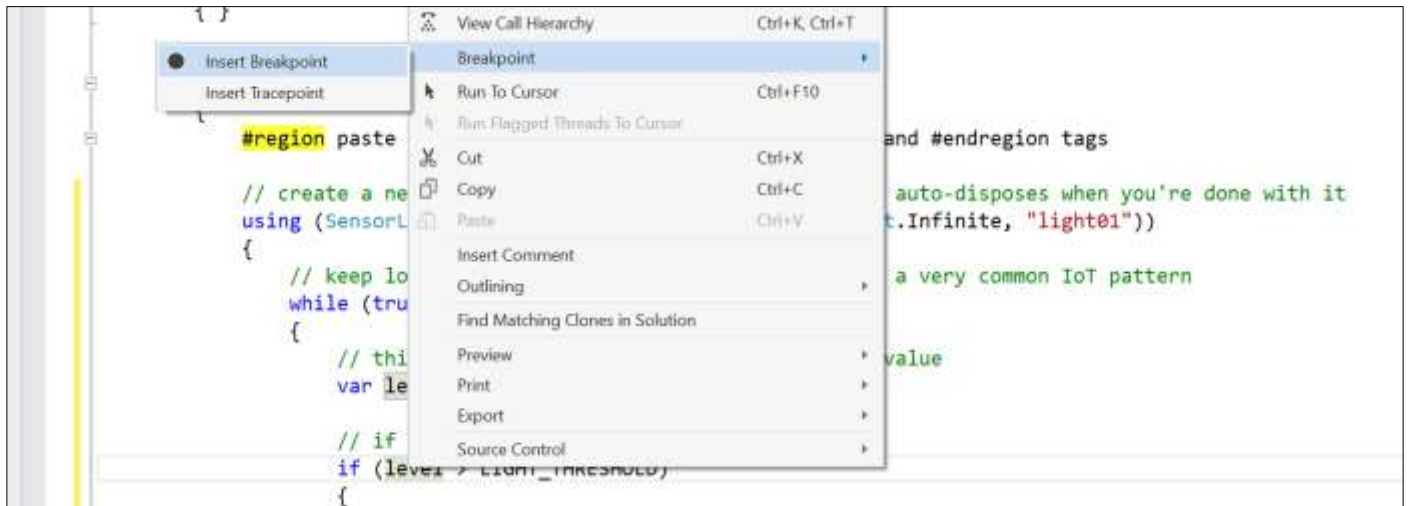 { }
View Call Hierarchy Ctrl+K, Ctrl+T
Breakpoint
Insert Breakpoint
Insert Tracepoint
Run To Cursor Ctrl+F10
Run Flagged Threads To Cursor
{
#region paste and #endregion tags
Cut Ctrl+X
Copy Ctrl+C
Paste Ctrl+V
// create a ne auto-disposes when you're done with it
using (SensorL t.Infinite, "light01"))
{
Insert Comment
// keep lo a very common IoT pattern
Outlining
while (tru
Find Matching Clones in Solution
{
Preview
// thi value
Print
var le
Export
// if
Source Control
if (level > LIGHT_THRESHOLD)
{